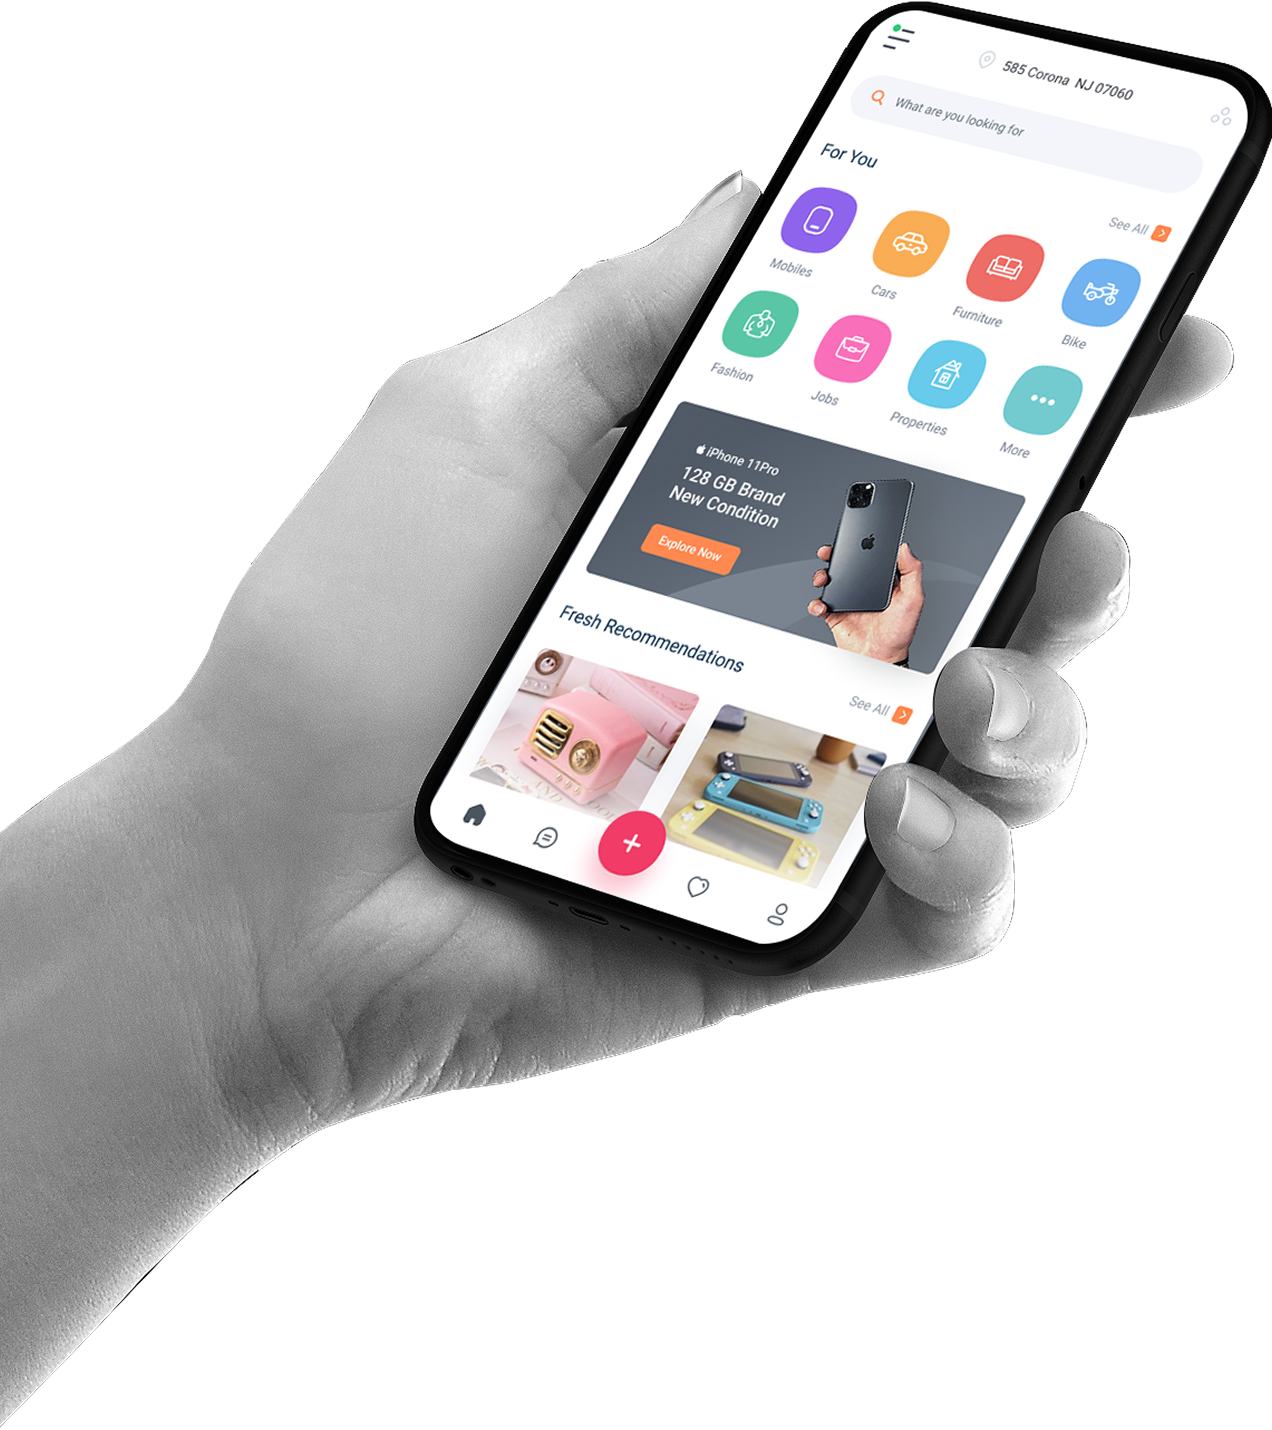 585 Corona NJ 07060
What are you looking for
For You
See All
Mobiles
Cars
Furniture
Bike
Fashion
Jobs
Properties
More
iPhone 11Pro
128 GB Brand
New Condition
Explore Now
Fresh Recommendations
See All